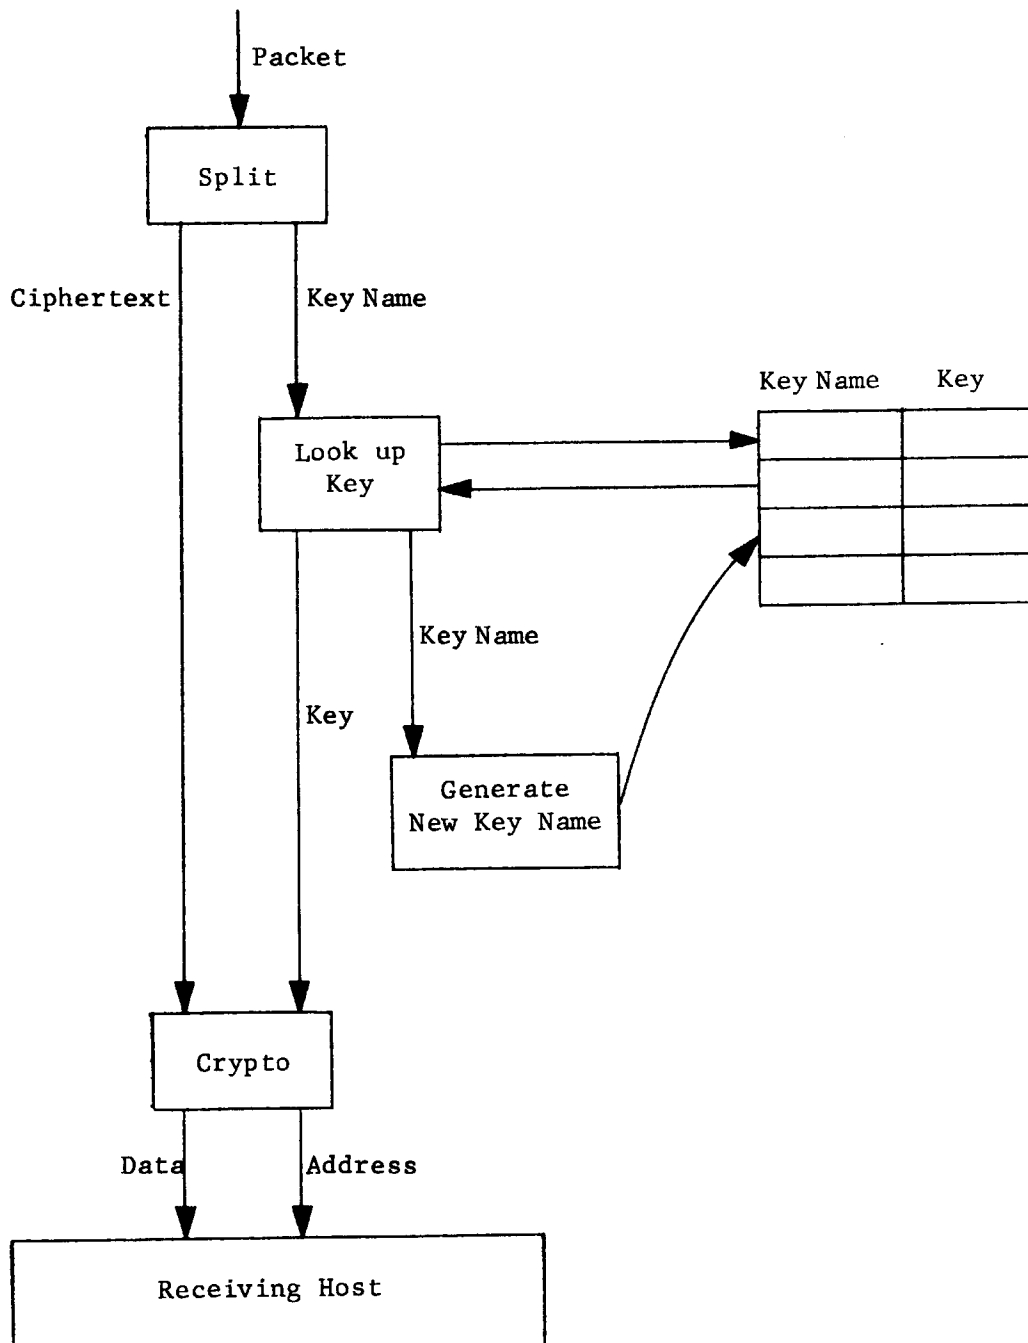 Packet
Split
Ciphertext
Key Name
Key Name
Key
Look up
Key
Key Name
Key
Generate
New Key Name
Crypto
Data
Address
Receiving Host